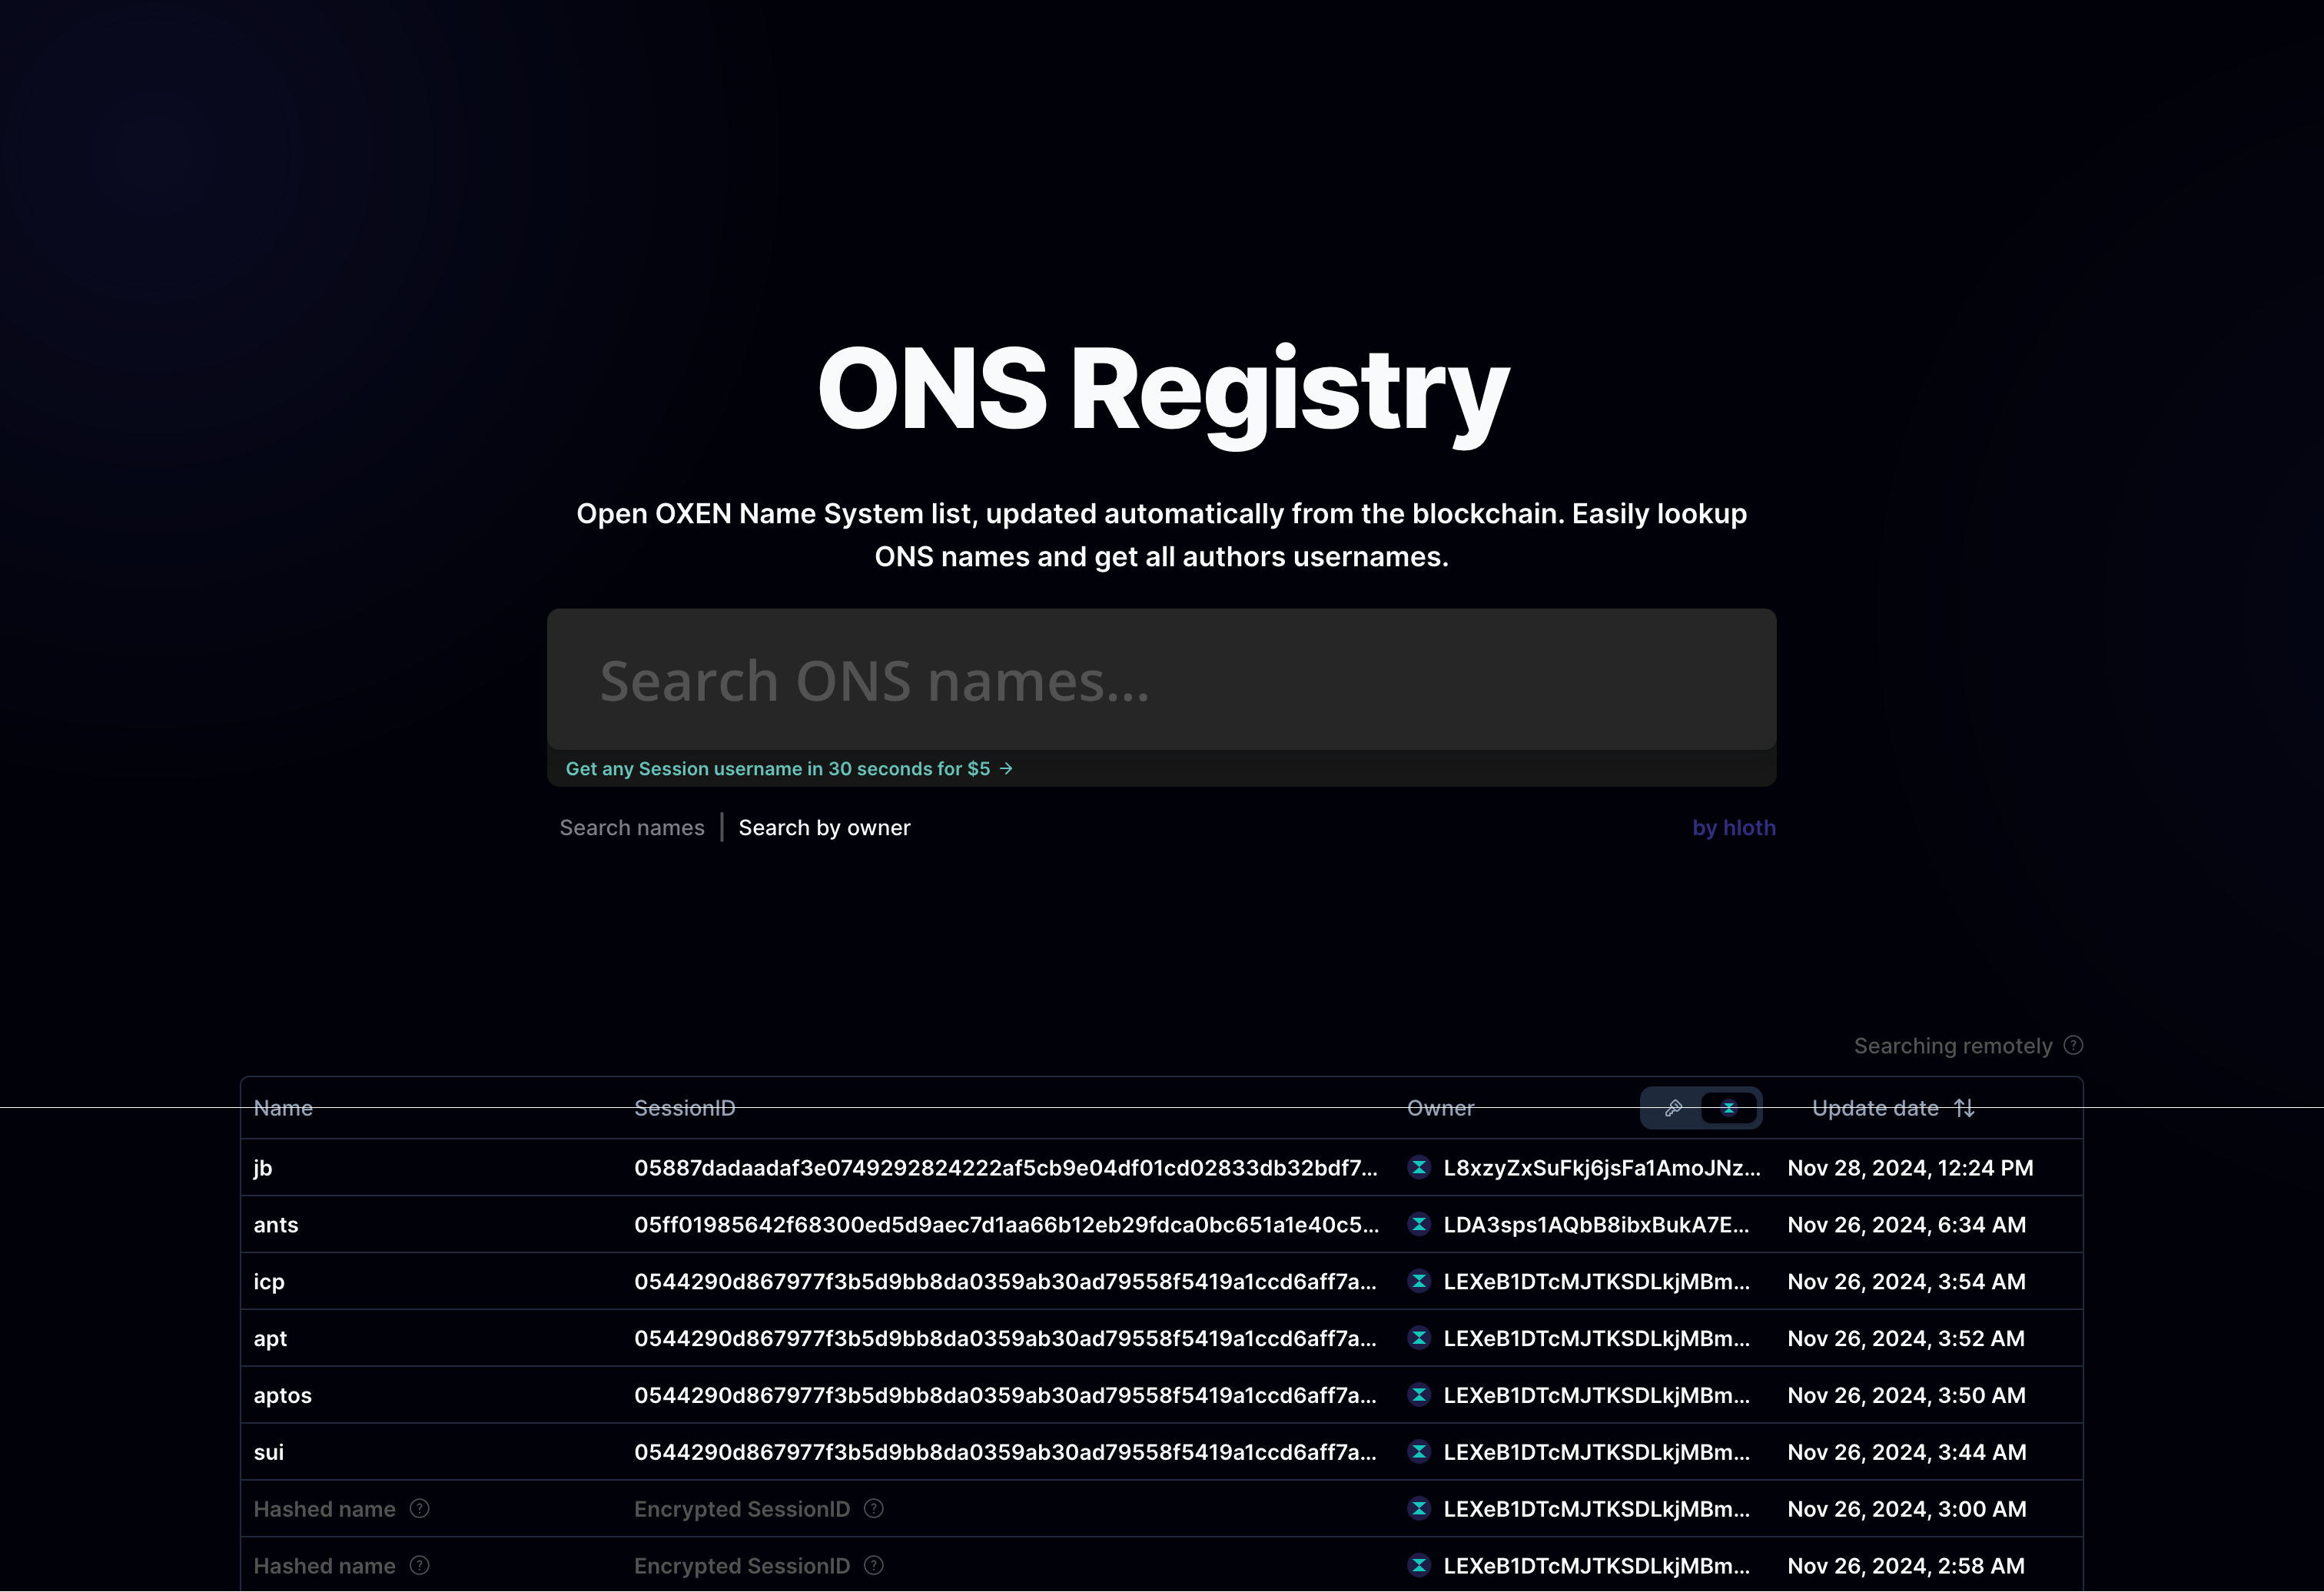 ONS Registry
Open OXEN Name System list, updated automatically from the blockchain. Easily lookup
ONS names and get all authors usernames.
Search ONS names...
Get any Session username in 30 seconds for $5 →
Search names | Search by owner by hloth
Searching remotely
Name SessionID Owner Update date
jb 05887dadaadaf3e0749292824222af5cb9e04df01cd02833db32bdf7... L8xzyZxSuFkj6jsFa1AmoJNz... Nov 28, 2024, 12:24 PM
ants 05ff01985642f68300ed5d9aec7d1aa66b12eb29fdca0bc651a1e40c5... LDA3sps1AQbB8ibxBukA7E... Nov 26, 2024, 6:34 AM
icp 0544290d867977f3b5d9bb8da0359ab30ad79558f5419a1ccd6aff7a... LEXeB1DTcMJTKSDLkjMBm... Nov 26, 2024, 3:54 AM
apt 0544290d867977f3b5d9bb8da0359ab30ad79558f5419a1ccd6aff7a... LEXeB1DTcMJTKSDLkjMBm... Nov 26, 2024, 3:52 AM
aptos 0544290d867977f3b5d9bb8da0359ab30ad79558f5419a1ccd6aff7a... LEXeB1DTcMJTKSDLkjMBm... Nov 26, 2024, 3:50 AM
sui 0544290d867977f3b5d9bb8da0359ab30ad79558f5419a1ccd6aff7a... LEXeB1DTcMJTKSDLkjMBm... Nov 26, 2024, 3:44 AM
Hashed name Encrypted SessionID LEXeB1DTcMJTKSDLkjMBm... Nov 26, 2024, 3:00 AM
Hashed name Encrypted SessionID LEXeB1DTcMJTKSDLkjMBm... Nov 26, 2024, 2:58 AM